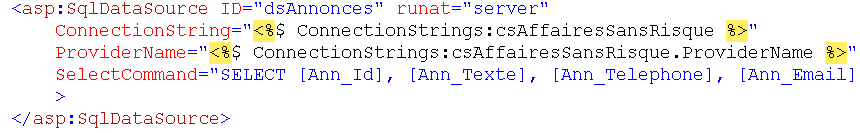 <asp:SqlDataSource ID="dsAnnonces" runat="server"
ConnectionString="<%$ ConnectionStrings:csAffairesSansRisque %>"
ProviderName="<%$ ConnectionStrings:csAffairesSansRisque.ProviderName %>"
SelectCommand="SELECT [Ann_Id], [Ann_Texte], [Ann_Telephone], [Ann_Email]
>
</asp:SqlDataSource>